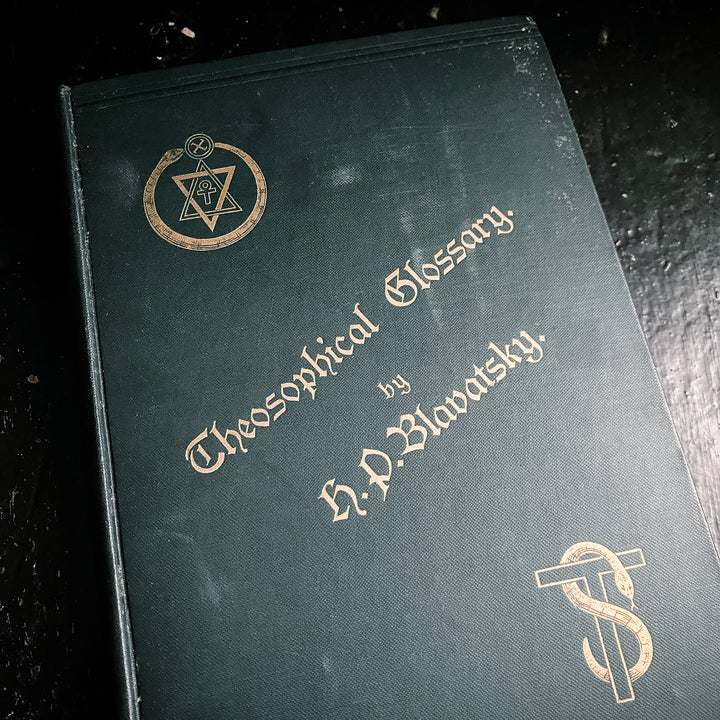 Theosophical Glossary.
by
H.P. Blavatsky.